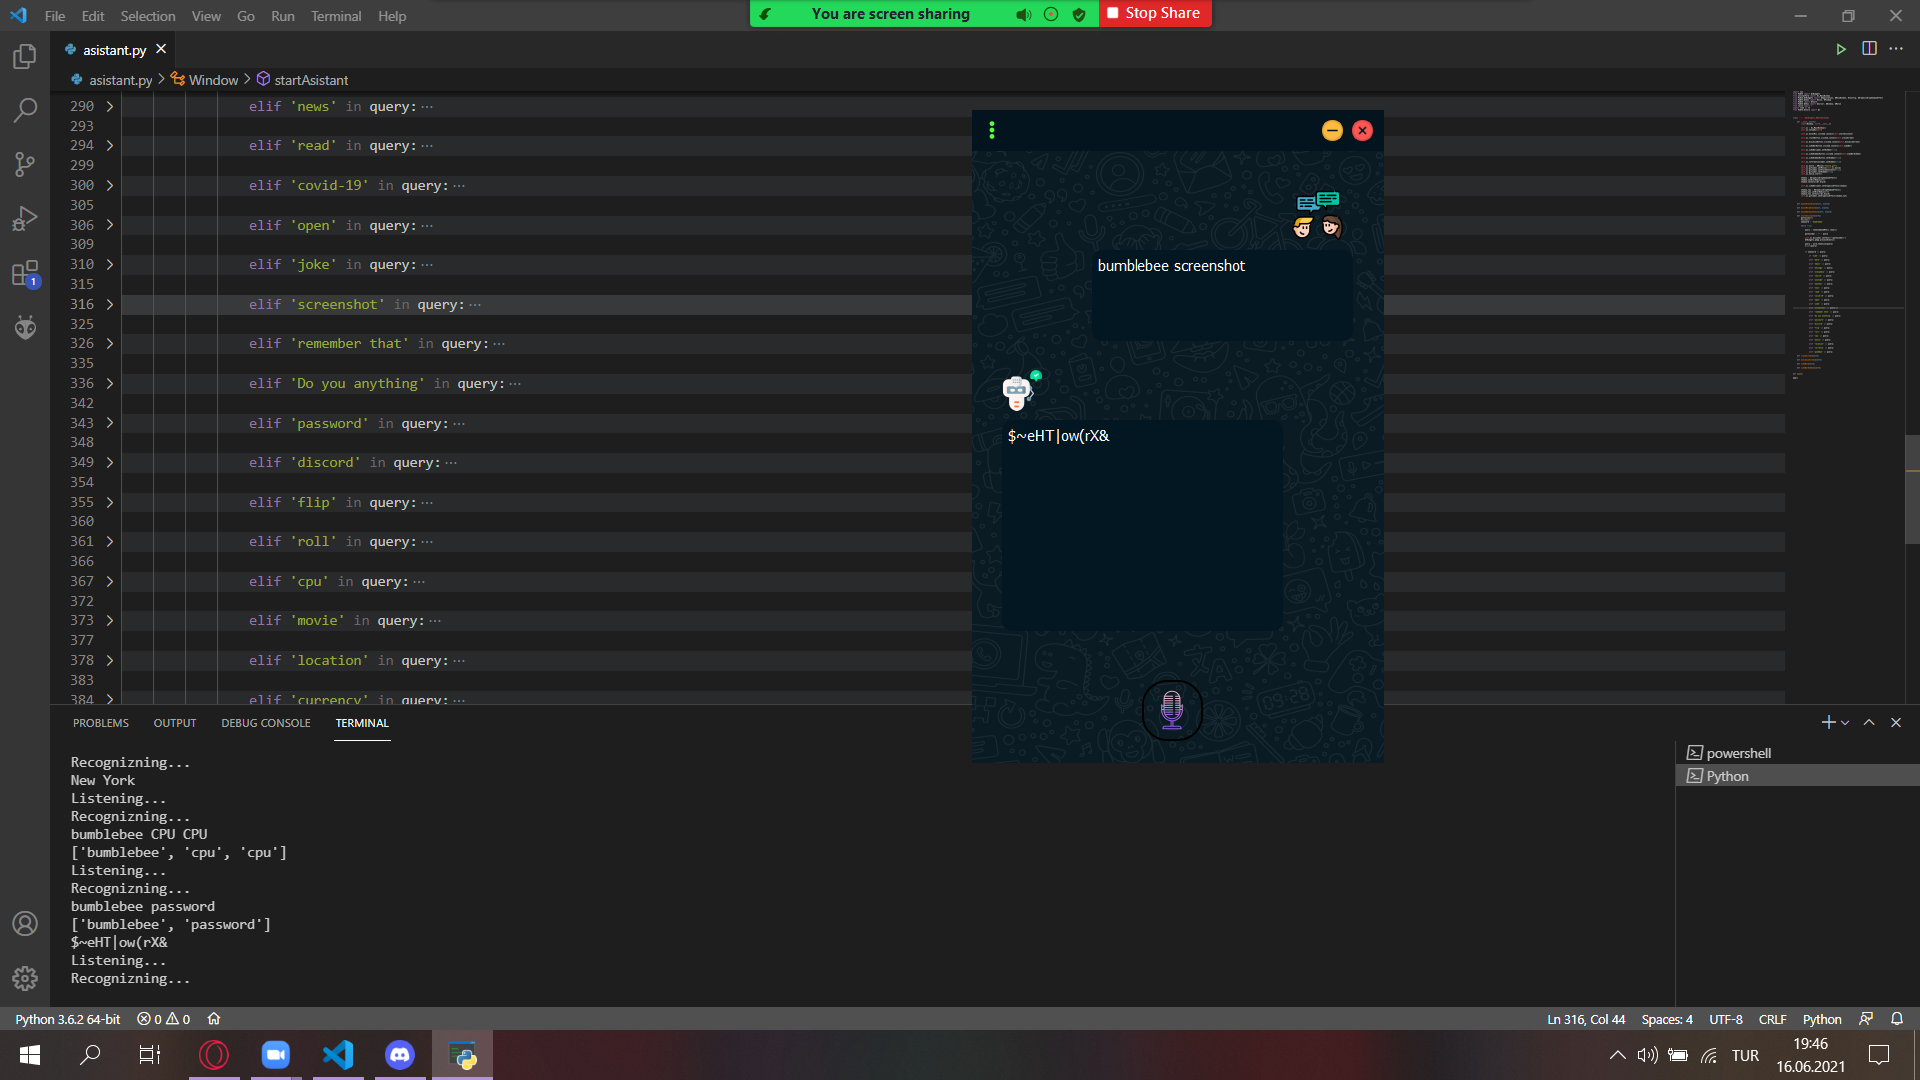 File Edit Selection View Go Run Terminal Help
You are screen sharing
Stop Share
asistant.py
asistant.py > Window > startAsistant
290 elif 'news' in query: ...
293
294 elif 'read' in query: ...
299
300 elif 'covid-19' in query: ...
305
306 elif 'open' in query: ...
309
310 elif 'joke' in query: ...
315
316 elif 'screenshot' in query: ...
325
326 elif 'remember that' in query: ...
335
336 elif 'Do you anything' in query: ...
342
343 elif 'password' in query: ...
348
349 elif 'discord' in query: ...
354
355 elif 'flip' in query: ...
360
361 elif 'roll' in query: ...
366
367 elif 'cpu' in query: ...
372
373 elif 'movie' in query: ...
377
378 elif 'location' in query: ...
383
384 elif 'currency' in query: ...
bumblebee screenshot
$~eHT|ow(rX&
09:28
1
PROBLEMS OUTPUT DEBUG CONSOLE TERMINAL
Recognizning...
New York
Listening...
Recognizning...
bumblebee CPU CPU
['bumblebee', 'cpu', 'cpu']
Listening...
Recognizning...
bumblebee password
['bumblebee', 'password']
$~eHT|ow(rX&
Listening...
Recognizning...
powershell
Python
Python 3.6.2 64-bit 0 0
Ln 316, Col 44 Spaces: 4 UTF-8 CRLF Python
TUR
19:46
16.06.2021